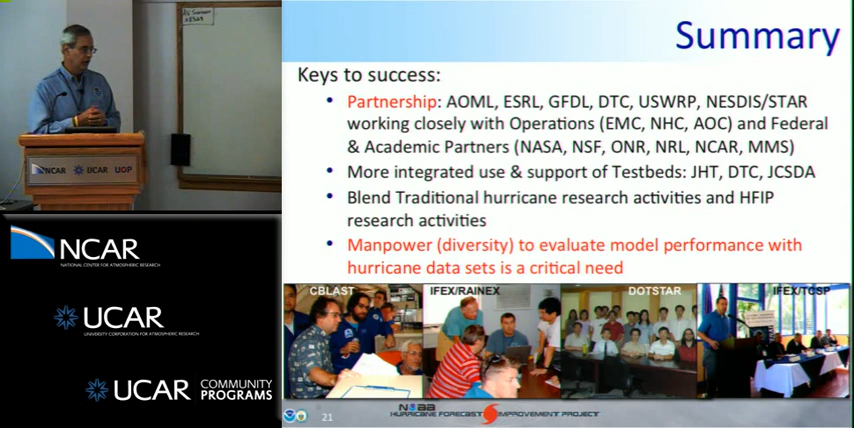 NCAR UCAR UOP
NCAR
NATIONAL CENTER FOR ATMOSPHERIC RESEARCH
UCAR
UNIVERSITY CORPORATION FOR ATMOSPHERIC RESEARCH
UCAR COMMUNITY PROGRAMS
Summary
Keys to success:
• Partnership: AOML, ESRL, GFDL, DTC, USWRP, NESDIS/STAR
working closely with Operations (EMC, NHC, AOC) and Federal
& Academic Partners (NASA, NSF, ONR, NRL, NCAR, MMS)
• More integrated use & support of Testbeds: JHT, DTC, JCSDA
• Blend Traditional hurricane research activities and HFIP
research activities
• Manpower (diversity) to evaluate model performance with
hurricane data sets is a critical need
CBLAST IFEX/RAINEX DOTSTAR IFEX/TCSP
21
NOAA
HURRICANE FORECAST IMPROVEMENT PROJECT